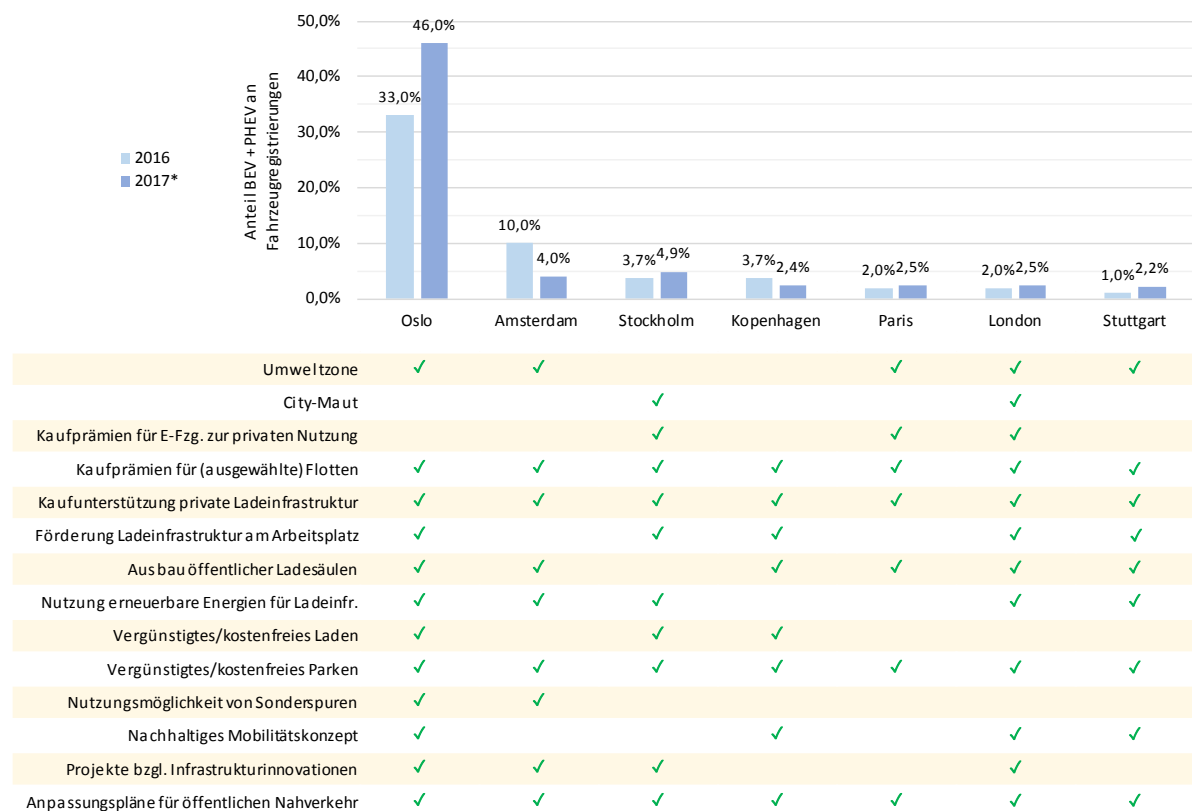 50,0%
46,0%
40,0%
33,0%
30,0%
20,0%
10,0%
0,0%
Anteil BEV + PHEV an
Fahrzeugregistrierungen
2016
2017*
10,0%
4,0%
3,7% 4,9%
3,7% 2,4%
2,0% 2,5%
2,0% 2,5%
1,0% 2,2%
Oslo Amsterdam Stockholm Kopenhagen Paris London Stuttgart
Umweltzone ✓ ✓ ✓ ✓ ✓
City-Maut ✓ ✓
Kaufprämien für E-Fzg. zur privaten Nutzung ✓ ✓ ✓
Kaufprämien für (ausgewählte) Flotten ✓ ✓ ✓ ✓ ✓ ✓ ✓
Kaufunterstützung private Ladeinfrastruktur ✓ ✓ ✓ ✓ ✓ ✓ ✓
Förderung Ladeinfrastruktur am Arbeitsplatz ✓ ✓ ✓ ✓ ✓
Ausbau öffentlicher Ladesäulen ✓ ✓ ✓ ✓ ✓ ✓
Nutzung erneuerbare Energien für Ladeinfr. ✓ ✓ ✓ ✓ ✓
Vergünstigtes/kostenfreies Laden ✓ ✓ ✓
Vergünstigtes/kostenfreies Parken ✓ ✓ ✓ ✓ ✓ ✓ ✓
Nutzungsmöglichkeit von Sonderspuren ✓ ✓
Nachhaltiges Mobilitätskonzept ✓ ✓ ✓ ✓
Projekte bzgl. Infrastrukturinnovationen ✓ ✓ ✓ ✓
Anpassungspläne für öffentlichen Nahverkehr ✓ ✓ ✓ ✓ ✓ ✓ ✓